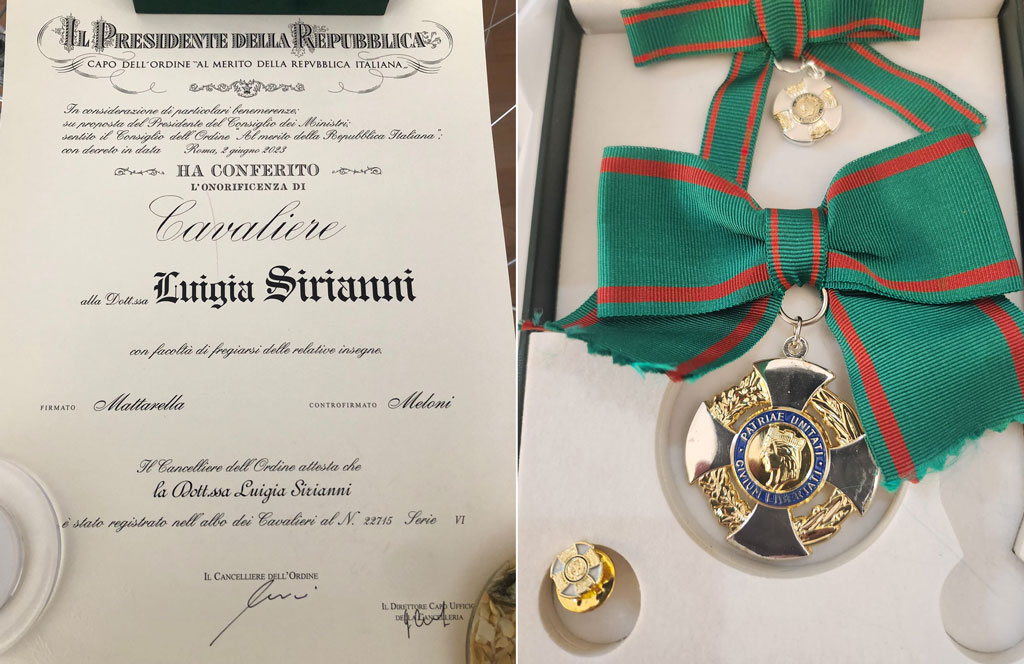 IL PRESIDENTE DELLA REPUBBLICA
CAPO DELL'ORDINE "AL MERITO DELLA REPVBBLICA ITALIANA„
In considerazione di particolari benemerenze;
su proposta del Presidente del Consiglio dei Ministri;
sentito il Consiglio dell'Ordine "Al merito della Repubblica Italiana";
con decreto in data Roma, 2 giugno 2023
HA CONFERITO
L'ONORIFICENZA DI
Cavaliere
alla Dott.ssa Luigia Sirianni
con facoltà di fregiarsi delle relative insegne.
FIRMATO Mattarella CONTROFIRMATO Meloni
Il Cancelliere dell'Ordine attesta che
la Dott.ssa Luigia Sirianni
è stato registrato nell'albo dei Cavalieri al N. 22715 Serie VI
IL CANCELLIERE DELL'ORDINE
IL DIRETTORE CAPO UFFICIO
DELLA CANCELLERIA
PATRIAE UNITATI
CIVIUM LIBERTATI